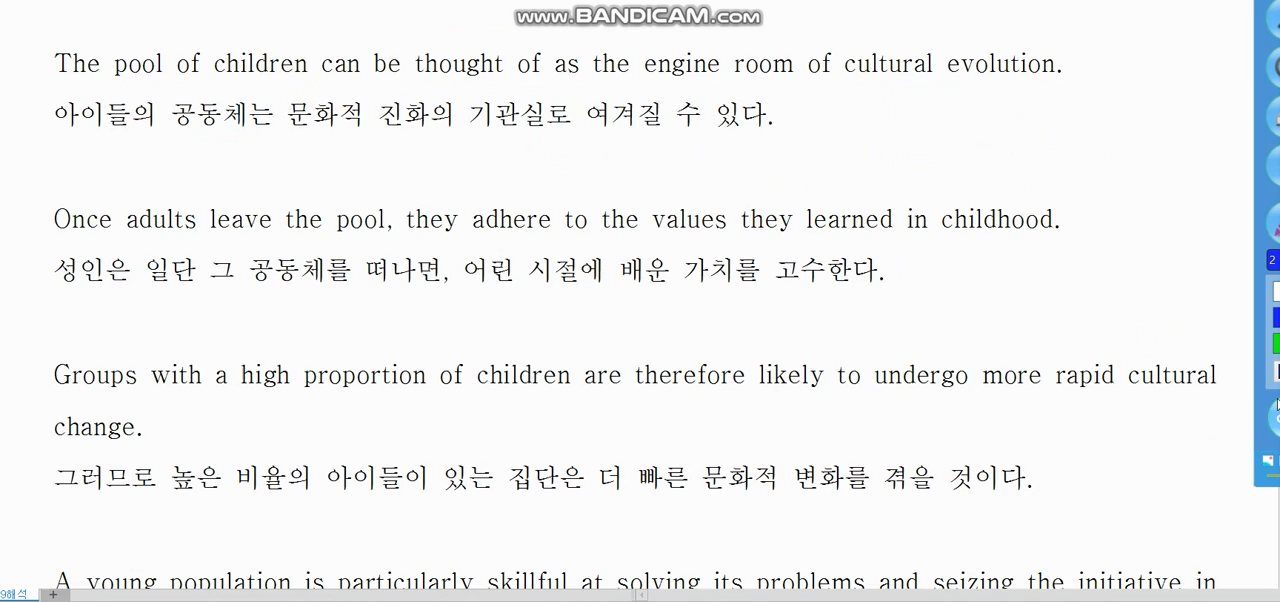 www.BANDICAM.com
The pool of children can be thought of as the engine room of cultural evolution.
아이들의 공동체는 문화적 진화의 기관실로 여겨질 수 있다.
Once adults leave the pool, they adhere to the values they learned in childhood.
성인은 일단 그 공동체를 떠나면, 어린 시절에 배운 가치를 고수한다.
Groups with a high proportion of children are therefore likely to undergo more rapid cultural
change.
그러므로 높은 비율의 아이들이 있는 집단은 더 빠른 문화적 변화를 겪을 것이다.
A young population is particularly skillful at solving its problems and seizing the initiative in
9해석
2